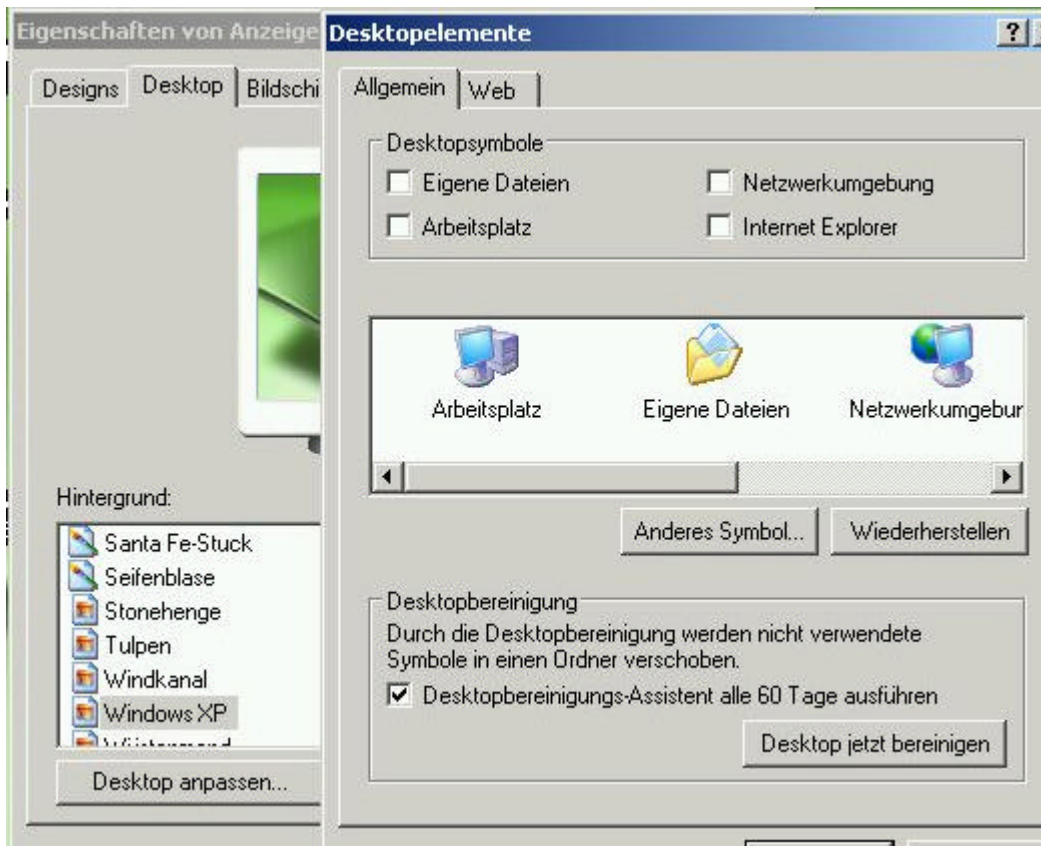 Eigenschaften von Anzeige
Designs Desktop Bildschi
Hintergrund:
Santa Fe-Stuck
Seifenblase
Stonehenge
Tulpen
Windkanal
Windows XP
Desktop anpassen...
Desktopelemente
Allgemein Web
Desktopsymbole
Eigene Dateien Netzwerkumgebung
Arbeitsplatz Internet Explorer
Arbeitsplatz Eigene Dateien Netzwerkumgebur
Anderes Symbol... Wiederherstellen
Desktopbereinigung
Durch die Desktopbereinigung werden nicht verwendete
Symbole in einen Ordner verschoben.
Desktopbereinigungs-Assistent alle 60 Tage ausführen
Desktop jetzt bereinigen